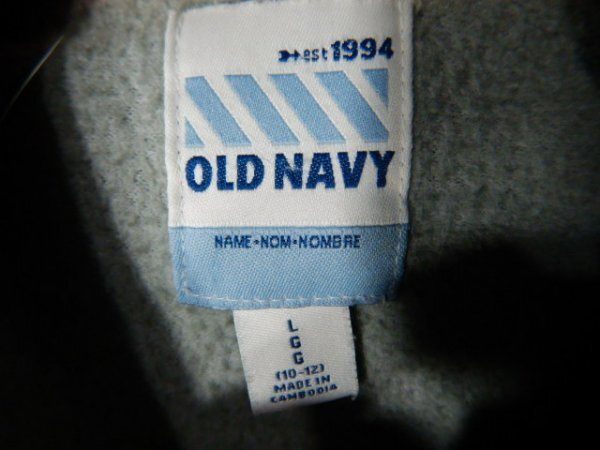 est 1994
OLD NAVY
NAME•NOM•NOMBRE
L
G
G
(10-12)
MADE IN
CAMBODIA